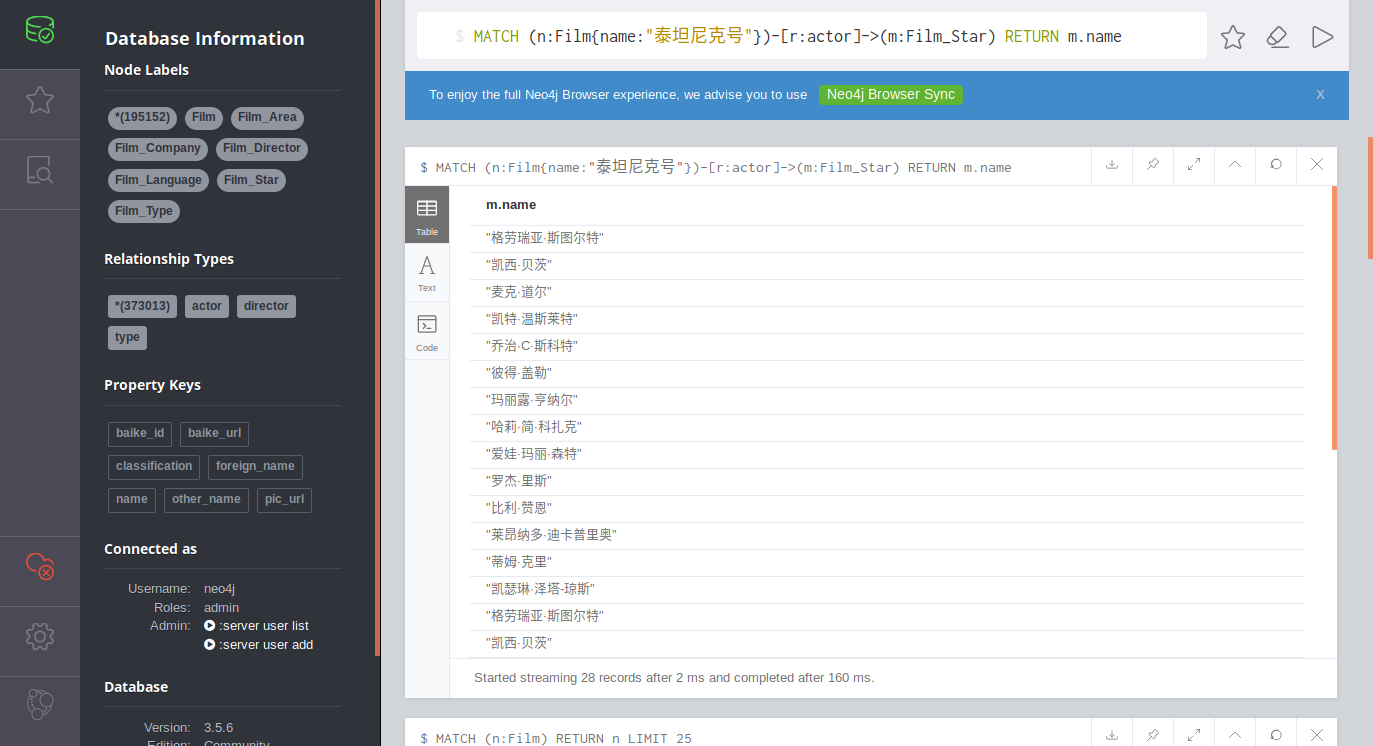 Database Information
Node Labels
*(195152) Film Film_Area
Film_Company Film_Director
Film_Language Film_Star
Film_Type
Relationship Types
*(373013) actor director
type
Property Keys
baike_id baike_url
classification foreign_name
name other_name pic_url
Connected as
Username: neo4j
Roles: admin
Admin: :server user list
:server user add
Database
Version: 3.5.6
Edition: Community
$ MATCH (n:Film{name:"泰坦尼克号"})-[r:actor]->(m:Film_Star) RETURN m.name
To enjoy the full Neo4j Browser experience, we advise you to use Neo4j Browser Sync X
$ MATCH (n:Film{name:"泰坦尼克号"})-[r:actor]->(m:Film_Star) RETURN m.name
Table
Text
Code
m.name
"格劳瑞亚·斯图尔特"
"凯西·贝茨"
"麦克·道尔"
"凯特·温斯莱特"
"乔治·C·斯科特"
"彼得·盖勒"
"玛丽露·亨纳尔"
"哈莉·简·科扎克"
"爱娃·玛丽·森特"
"罗杰·里斯"
"比利·赞恩"
"莱昂纳多·迪卡普里奥"
"蒂姆·克里"
"凯瑟琳·泽塔-琼斯"
"格劳瑞亚·斯图尔特"
"凯西·贝茨"
Started streaming 28 records after 2 ms and completed after 160 ms.
$ MATCH (n:Film) RETURN n LIMIT 25